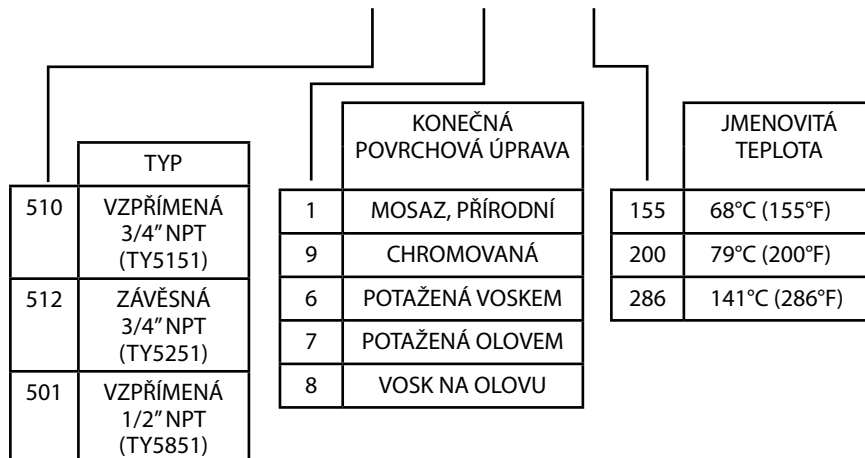 TYP
510 VZPŘÍMENÁ
3/4” NPT
(TY5151)
512 ZÁVĚSNÁ
3/4” NPT
(TY5251)
501 VZPŘÍMENÁ
1/2” NPT
(TY5851)
KONEČNÁ
POVRCHOVÁ ÚPRAVA
1 MOSAZ, PŘÍRODNÍ
9 CHROMOVANÁ
6 POTAŽENÁ VOSKEM
7 POTAŽENÁ OLOVEM
8 VOSK NA OLOVU
JMENOVITÁ
TEPLOTA
155 68°C (155°F)
200 79°C (200°F)
286 141°C (286°F)